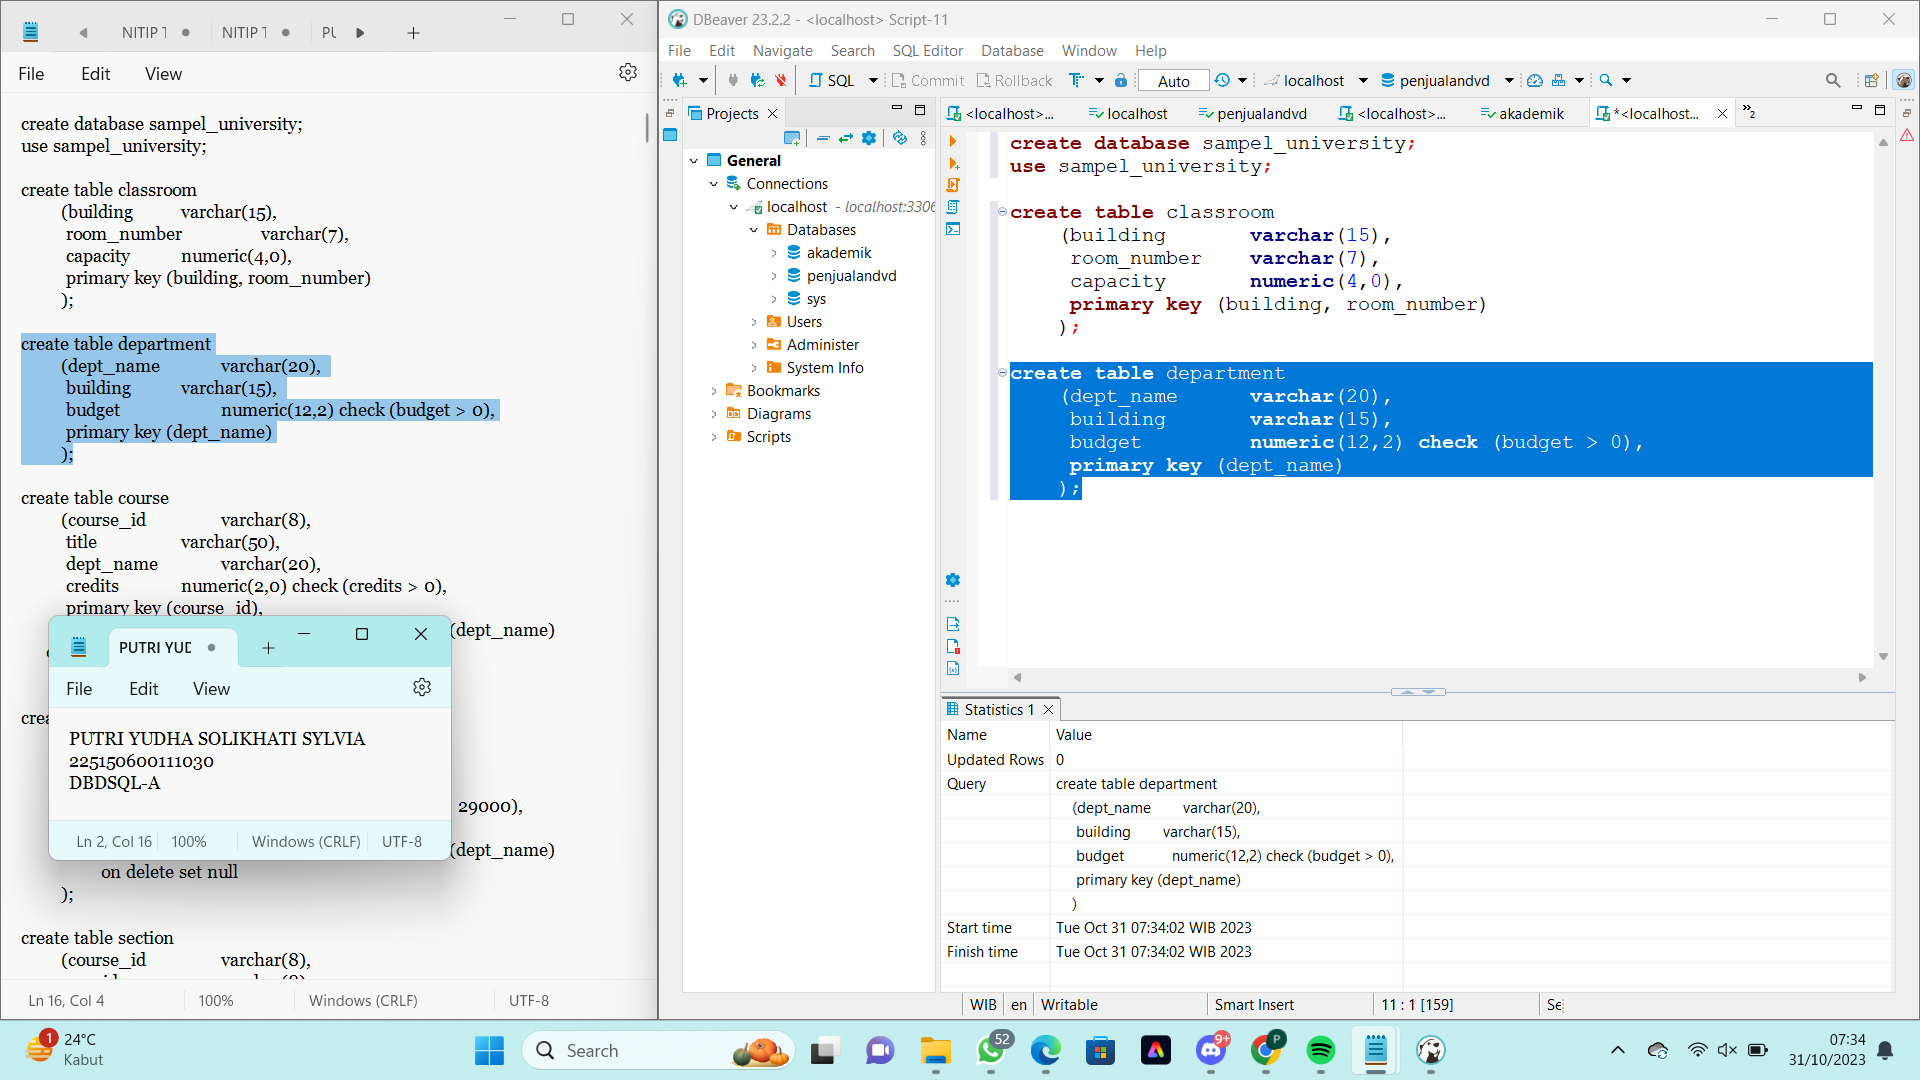 NITIP T
NITIP T
PU
File
Edit
View
create database sampel_university;
use sampel_university;
create table classroom
(building varchar(15),
room_number varchar(7),
capacity numeric(4,0),
primary key (building, room_number)
);
create table department
(dept_name varchar(20),
building varchar(15),
budget numeric(12,2) check (budget > 0),
primary key (dept_name)
);
create table course
(course_id varchar(8),
title varchar(50),
dept_name varchar(20),
credits numeric(2,0) check (credits > 0),
primary key (course_id),
(dept_name)
29000),
(dept_name)
on delete set null
);
create table section
(course_id varchar(8),
Ln 16, Col 4
100%
Windows (CRLF)
UTF-8
PUTRI YUD
File
Edit
View
PUTRI YUDHA SOLIKHATI SYLVIA
225150600111030
DBDSQL-A
Ln 2, Col 16
100%
Windows (CRLF)
UTF-8
DBeaver 23.2.2 - <localhost> Script-11
File Edit Navigate Search SQL Editor Database Window Help
SQL
Commit
Rollback
Auto
localhost
penjualandvd
Projects
General
Connections
localhost - localhost:3306
Databases
akademik
penjualandvd
sys
Users
Administer
System Info
Bookmarks
Diagrams
Scripts
<localhost>...
localhost
penjualandvd
<localhost>...
akademik
*<localhost...
»2
create database sampel_university;
use sampel_university;
create table classroom
(building varchar(15),
room_number varchar(7),
capacity numeric(4,0),
primary key (building, room_number)
);
create table department
(dept_name varchar(20),
building varchar(15),
budget numeric(12,2) check (budget > 0),
primary key (dept_name)
);
Statistics 1
Name Value
Updated Rows 0
Query create table department
(dept_name varchar(20),
building varchar(15),
budget numeric(12,2) check (budget > 0),
primary key (dept_name)
)
Start time Tue Oct 31 07:34:02 WIB 2023
Finish time Tue Oct 31 07:34:02 WIB 2023
WIB
en
Writable
Smart Insert
11 : 1 [159]
Se
1
24°C
Kabut
Search
52
9+
P
07:34
31/10/2023